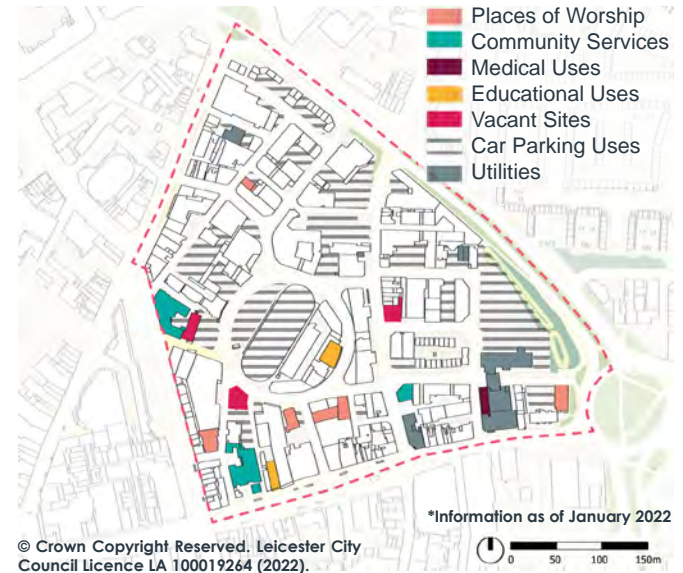 Places of Worship
Community Services
Medical Uses
Educational Uses
Vacant Sites
Car Parking Uses
Utilities
*Information as of January 2022
© Crown Copyright Reserved. Leicester City
Council Licence LA 100019264 (2022).
0 50 100 150m